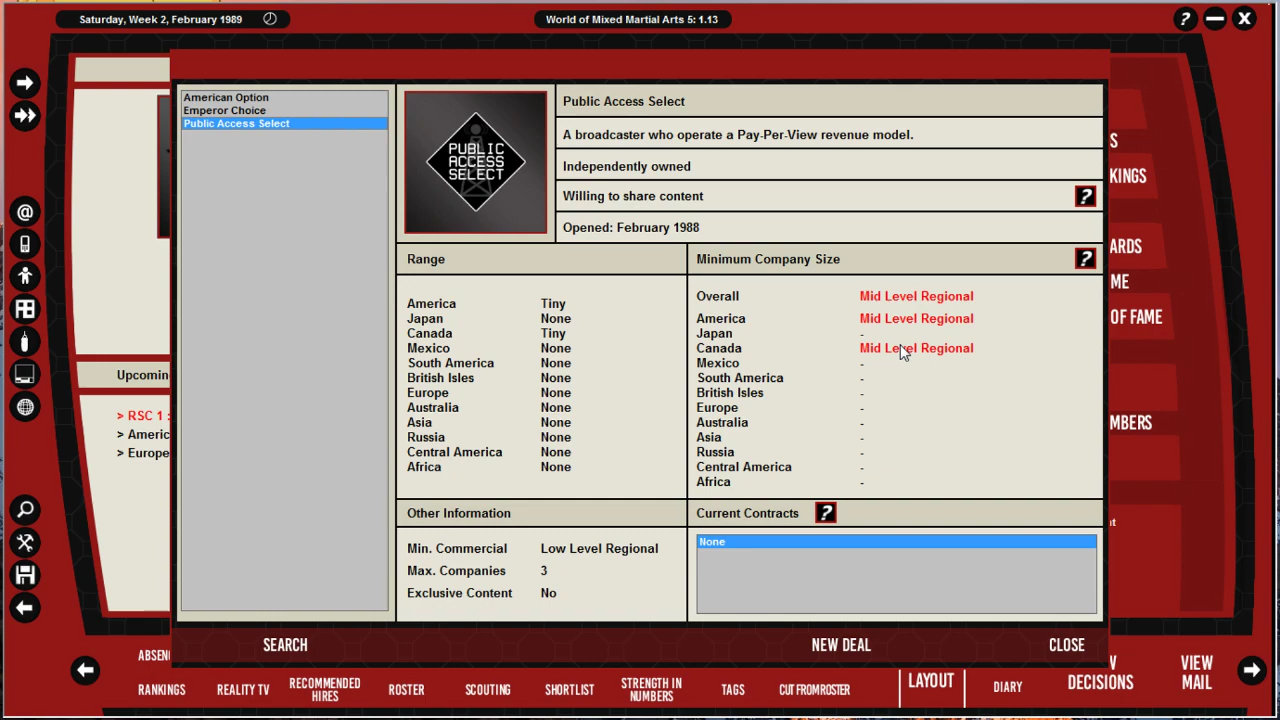 Saturday, Week 2, February 1989
World of Mixed Martial Arts 5: 1.13
?
American Option
Emperor Choice
Public Access Select
PUBLIC
ACCESS
SELECT
Public Access Select
A broadcaster who operate a Pay-Per-View revenue model.
Independently owned
Willing to share content
?
Opened: February 1988
Range
Minimum Company Size
?
Overall Mid Level Regional
America Tiny
America Mid Level Regional
Japan None
Japan -
Canada Tiny
Canada Mid Level Regional
Mexico None
Mexico -
South America None
South America -
British Isles None
British Isles -
Europe None
Europe -
Australia None
Australia -
Asia None
Asia -
Russia None
Russia -
Central America None
Central America -
Africa None
Africa -
Other Information
Current Contracts ?
Min. Commercial Low Level Regional
Max. Companies 3
Exclusive Content No
None
SEARCH
NEW DEAL
CLOSE
@
Upcoming
> RSC 1 :
> Americ
> Europe
S
KINGS
ARDS
ME
OF FAME
MBERS
t
ABSEN
RANKINGS
REALITY TV
RECOMMENDED
HIRES
ROSTER
SCOUTING
SHORTLIST
STRENGTH IN
NUMBERS
TAGS
CUT FROM ROSTER
LAYOUT
DIARY
W
DECISIONS
VIEW
MAIL